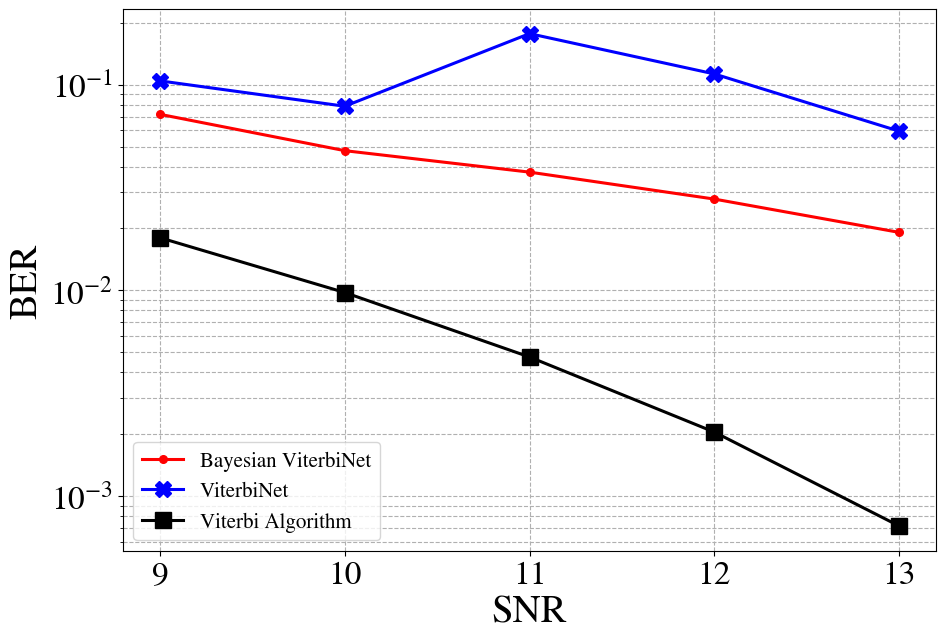 BER
10⁻¹
10⁻²
10⁻³
Bayesian ViterbiNet
ViterbiNet
Viterbi Algorithm
9 10 11 12 13
SNR